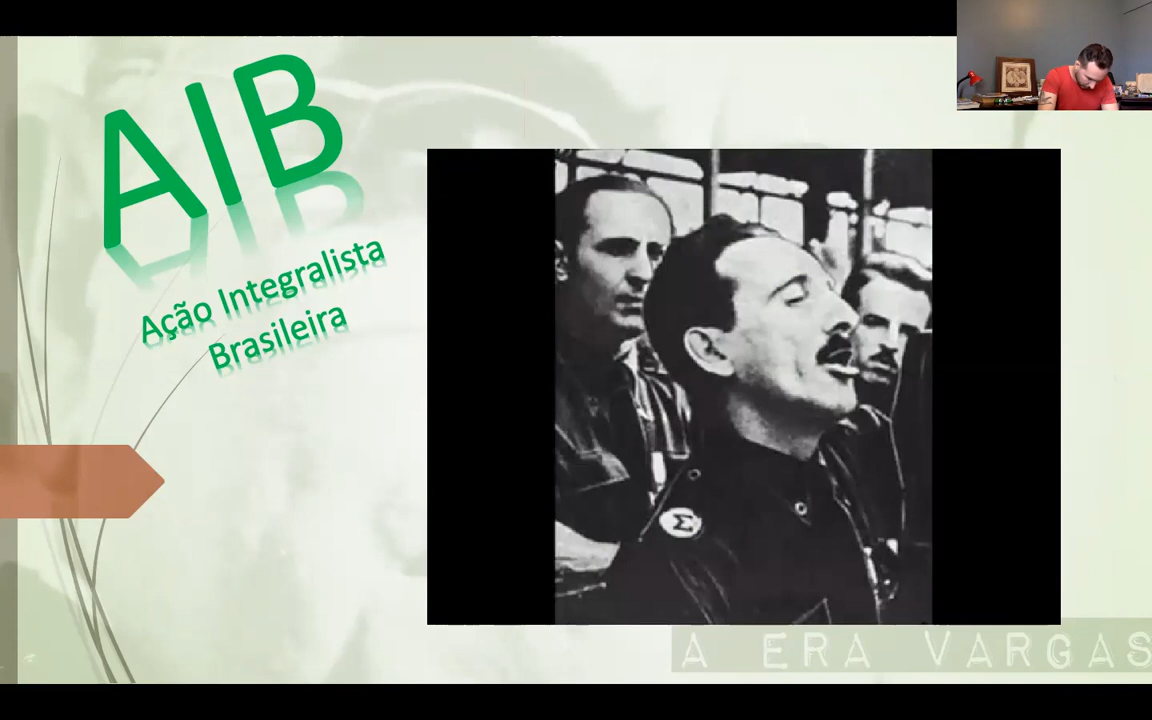 AIB
Ação Integralista
Brasileira
Σ
A ERA VARGAS